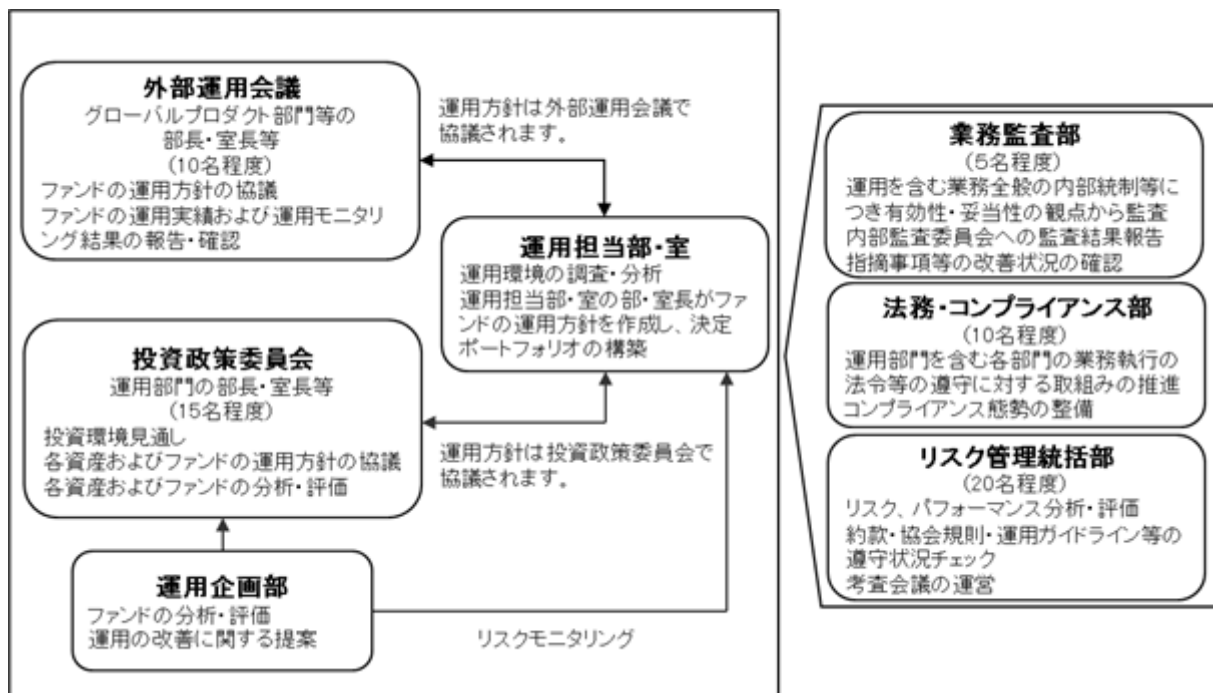 外部運用会議
グローバルプロダクト部門等の
部長・室長等
(10名程度)
ファンドの運用方針の協議
ファンドの運用実績および運用モニタリ
ング結果の報告・確認
運用方針は外部運用会議で
協議されます。
運用担当部・室
運用環境の調査・分析
運用担当部・室の部・室長がファ
ンドの運用方針を作成し、決定
ポートフォリオの構築
投資政策委員会
運用部門の部長・室長等
(15名程度)
投資環境見通し
各資産およびファンドの運用方針の協議
各資産およびファンドの分析・評価
運用方針は投資政策委員会で
協議されます。
運用企画部
ファンドの分析・評価
運用の改善に関する提案
リスクモニタリング
業務監査部
(5名程度)
運用を含む業務全般の内部統制等に
つき有効性・妥当性の観点から監査
内部監査委員会への監査結果報告
指摘事項等の改善状況の確認
法務・コンプライアンス部
(10名程度)
運用部門を含む各部門の業務執行の
法令等の遵守に対する取組みの推進
コンプライアンス態勢の整備
リスク管理統括部
(20名程度)
リスク、パフォーマンス分析・評価
約款・協会規則・運用ガイドライン等の
遵守状況チェック
考査会議の運営